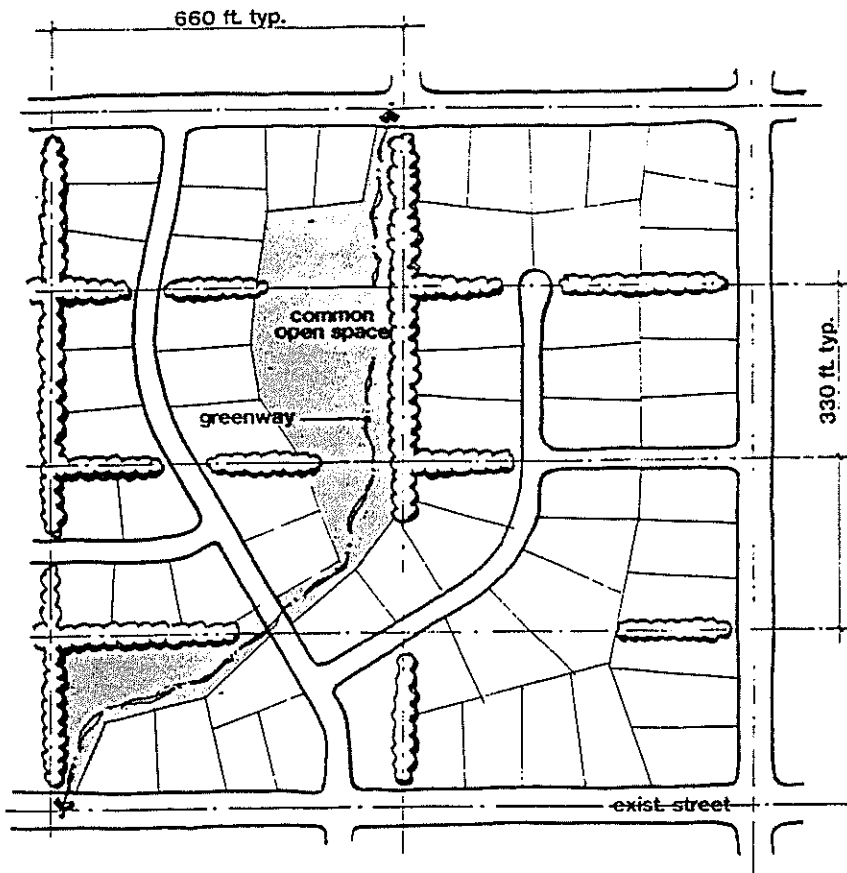 660 ft. typ.
common
open space
330 ft. typ.
greenway
exist. street